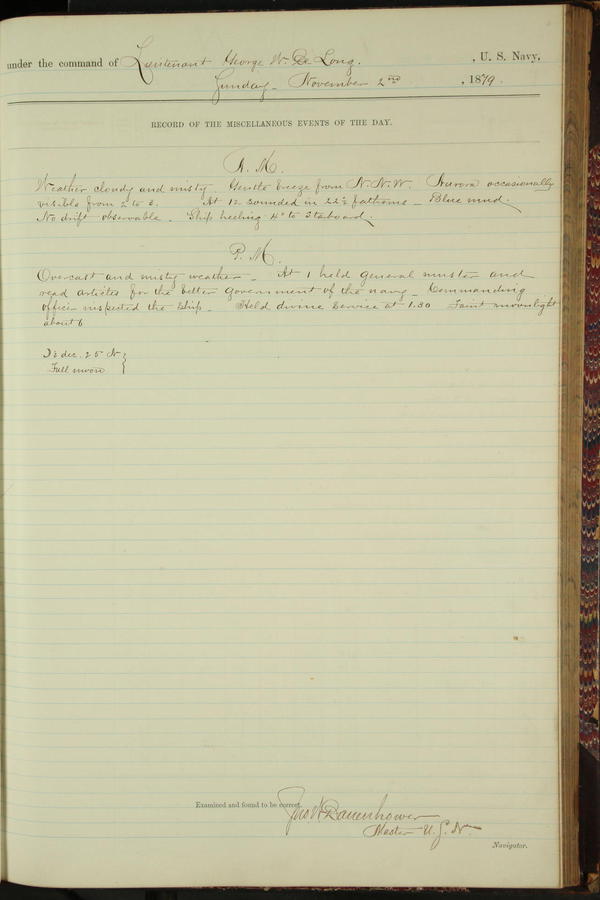 under the command of Lieutenant George W. De Long, , U. S. Navy,
Sunday - November 2nd , 1879.
RECORD OF THE MISCELLANEOUS EVENTS OF THE DAY.
A. M.
Weather cloudy and misty. Gentle breeze from N. N. W. Aurora occasionally
visible from 2 to 3. At 12 sounded in 22½ fathoms - Blue mud.
No drift observable. Ship heeling 4° to Starboard.
P. M.
Overcast and misty weather - At 1 held general muster and
read articles for the better government of the navy - Commanding
officer inspected the ship - Held divine service at 1.30 Faint moonlight
about 6
dec. 25 N
Full moon }
Examined and found to be correct.
Jno W Danenhower
Master U. S. N.
Navigator.